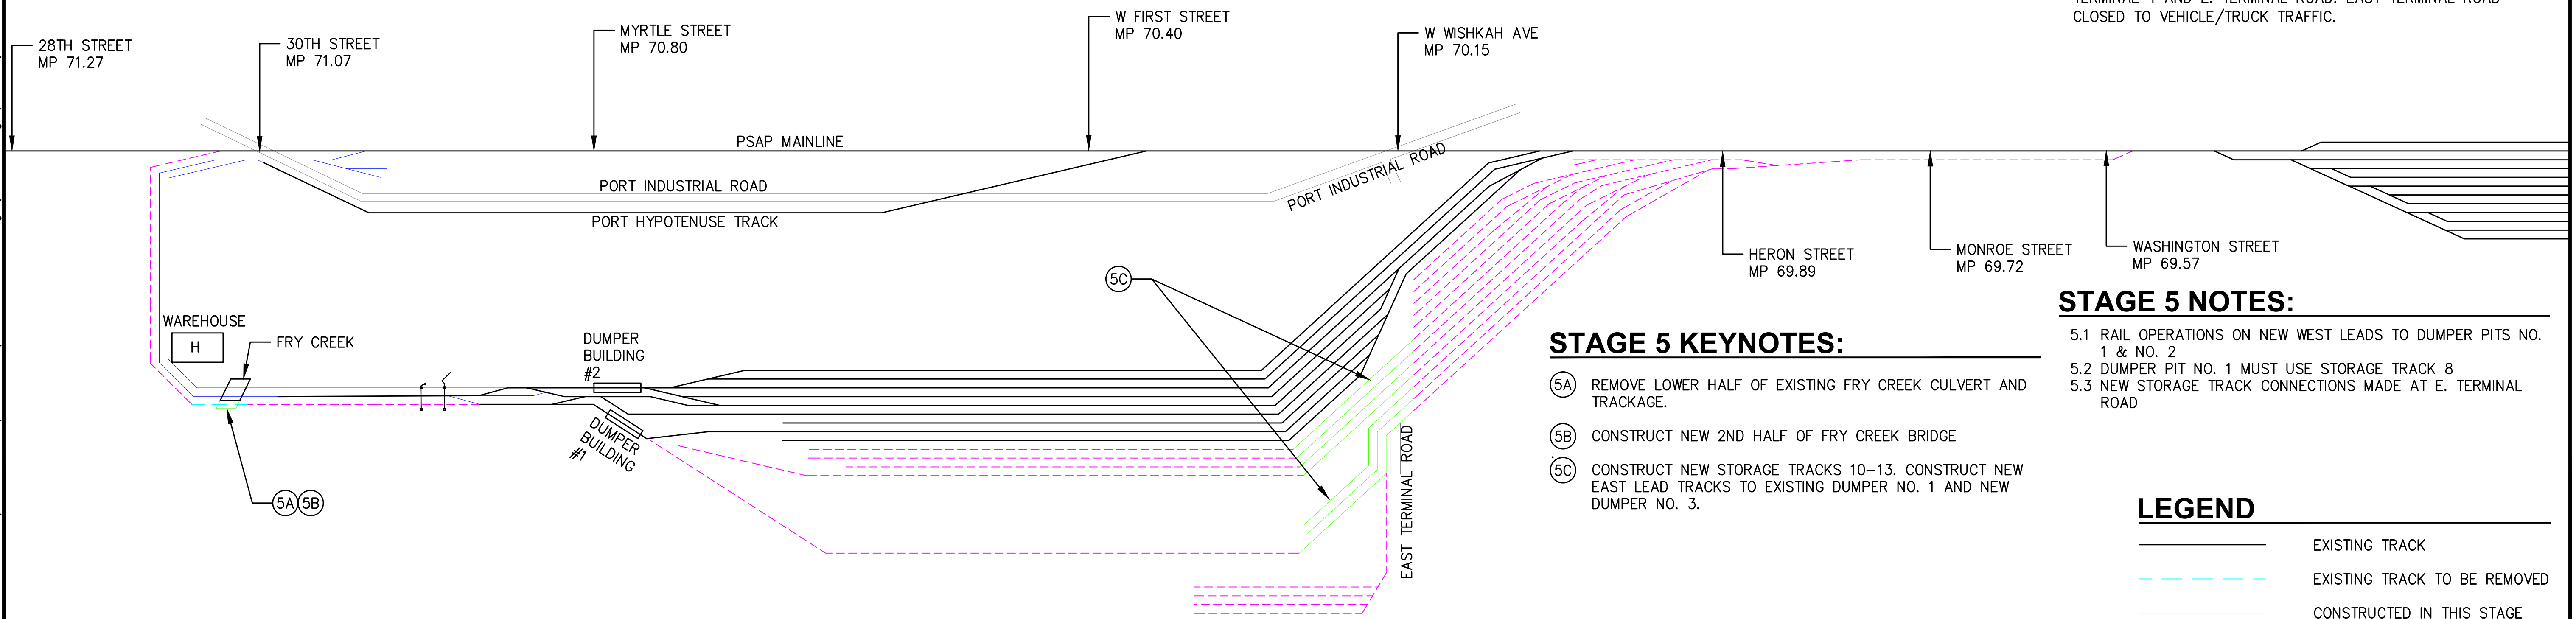 TERMINAL 4 AND E. TERMINAL ROAD. EAST TERMINAL ROAD
CLOSED TO VEHICLE/TRUCK TRAFFIC.
28TH STREET
MP 71.27
30TH STREET
MP 71.07
MYRTLE STREET
MP 70.80
W FIRST STREET
MP 70.40
W WISHKAH AVE
MP 70.15
PSAP MAINLINE
PORT INDUSTRIAL ROAD
PORT HYPOTENUSE TRACK
PORT INDUSTRIAL ROAD
HERON STREET
MP 69.89
MONROE STREET
MP 69.72
WASHINGTON STREET
MP 69.57
WAREHOUSE
H
FRY CREEK
DUMPER
BUILDING
#2
DUMPER
BUILDING
#1
5C
5A
5B
EAST TERMINAL ROAD
STAGE 5 KEYNOTES:
5A REMOVE LOWER HALF OF EXISTING FRY CREEK CULVERT AND
TRACKAGE.
5B CONSTRUCT NEW 2ND HALF OF FRY CREEK BRIDGE
5C CONSTRUCT NEW STORAGE TRACKS 10-13. CONSTRUCT NEW
EAST LEAD TRACKS TO EXISTING DUMPER NO. 1 AND NEW
DUMPER NO. 3.
STAGE 5 NOTES:
5.1 RAIL OPERATIONS ON NEW WEST LEADS TO DUMPER PITS NO.
1 & NO. 2
5.2 DUMPER PIT NO. 1 MUST USE STORAGE TRACK 8
5.3 NEW STORAGE TRACK CONNECTIONS MADE AT E. TERMINAL
ROAD
LEGEND
EXISTING TRACK
EXISTING TRACK TO BE REMOVED
CONSTRUCTED IN THIS STAGE